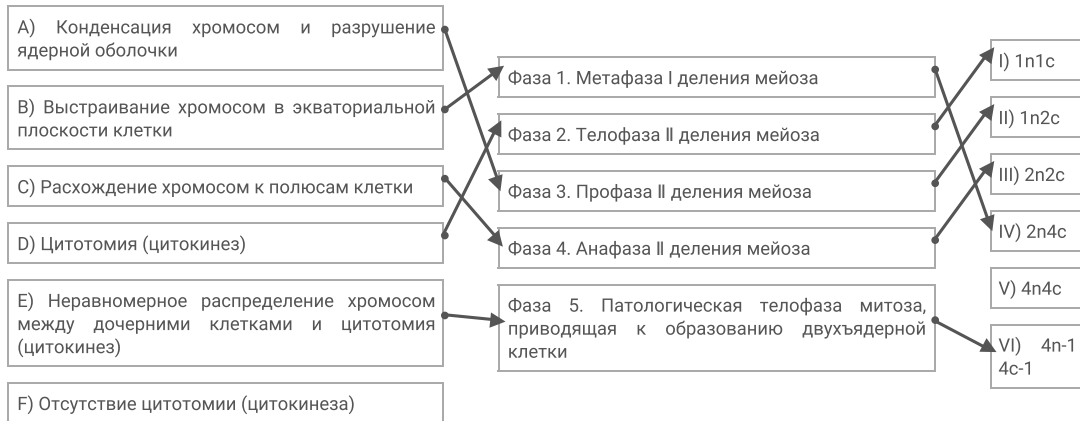 A) Конденсация хромосом и разрушение
ядерной оболочки
B) Выстраивание хромосом в экваториальной
плоскости клетки
C) Расхождение хромосом к полюсам клетки
D) Цитотомия (цитокинез)
E) Неравномерное распределение хромосом
между дочерними клетками и цитотомия
(цитокинез)
F) Отсутствие цитотомии (цитокинеза)
Фаза 1. Метафаза I деления мейоза
Фаза 2. Телофаза II деления мейоза
Фаза 3. Профаза II деления мейоза
Фаза 4. Анафаза II деления мейоза
Фаза 5. Патологическая телофаза митоза,
приводящая к образованию двухъядерной
клетки
I) 1n1c
II) 1n2c
III) 2n2c
IV) 2n4c
V) 4n4c
VI) 4n-1
4c-1